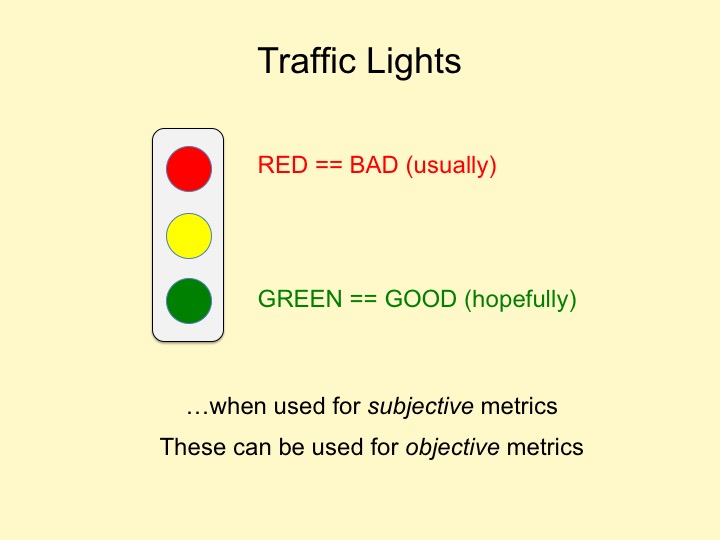 Traffic Lights
RED == BAD (usually)
GREEN == GOOD (hopefully)
…when used for subjective metrics
These can be used for objective metrics